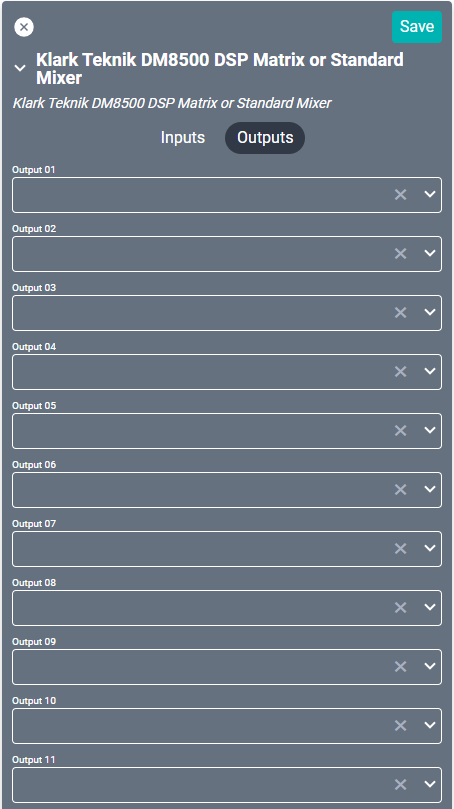 Save
Klark Teknik DM8500 DSP Matrix or Standard
Mixer
Klark Teknik DM8500 DSP Matrix or Standard Mixer
Inputs
Outputs
Output 01
Output 02
Output 03
Output 04
Output 05
Output 06
Output 07
Output 08
Output 09
Output 10
Output 11